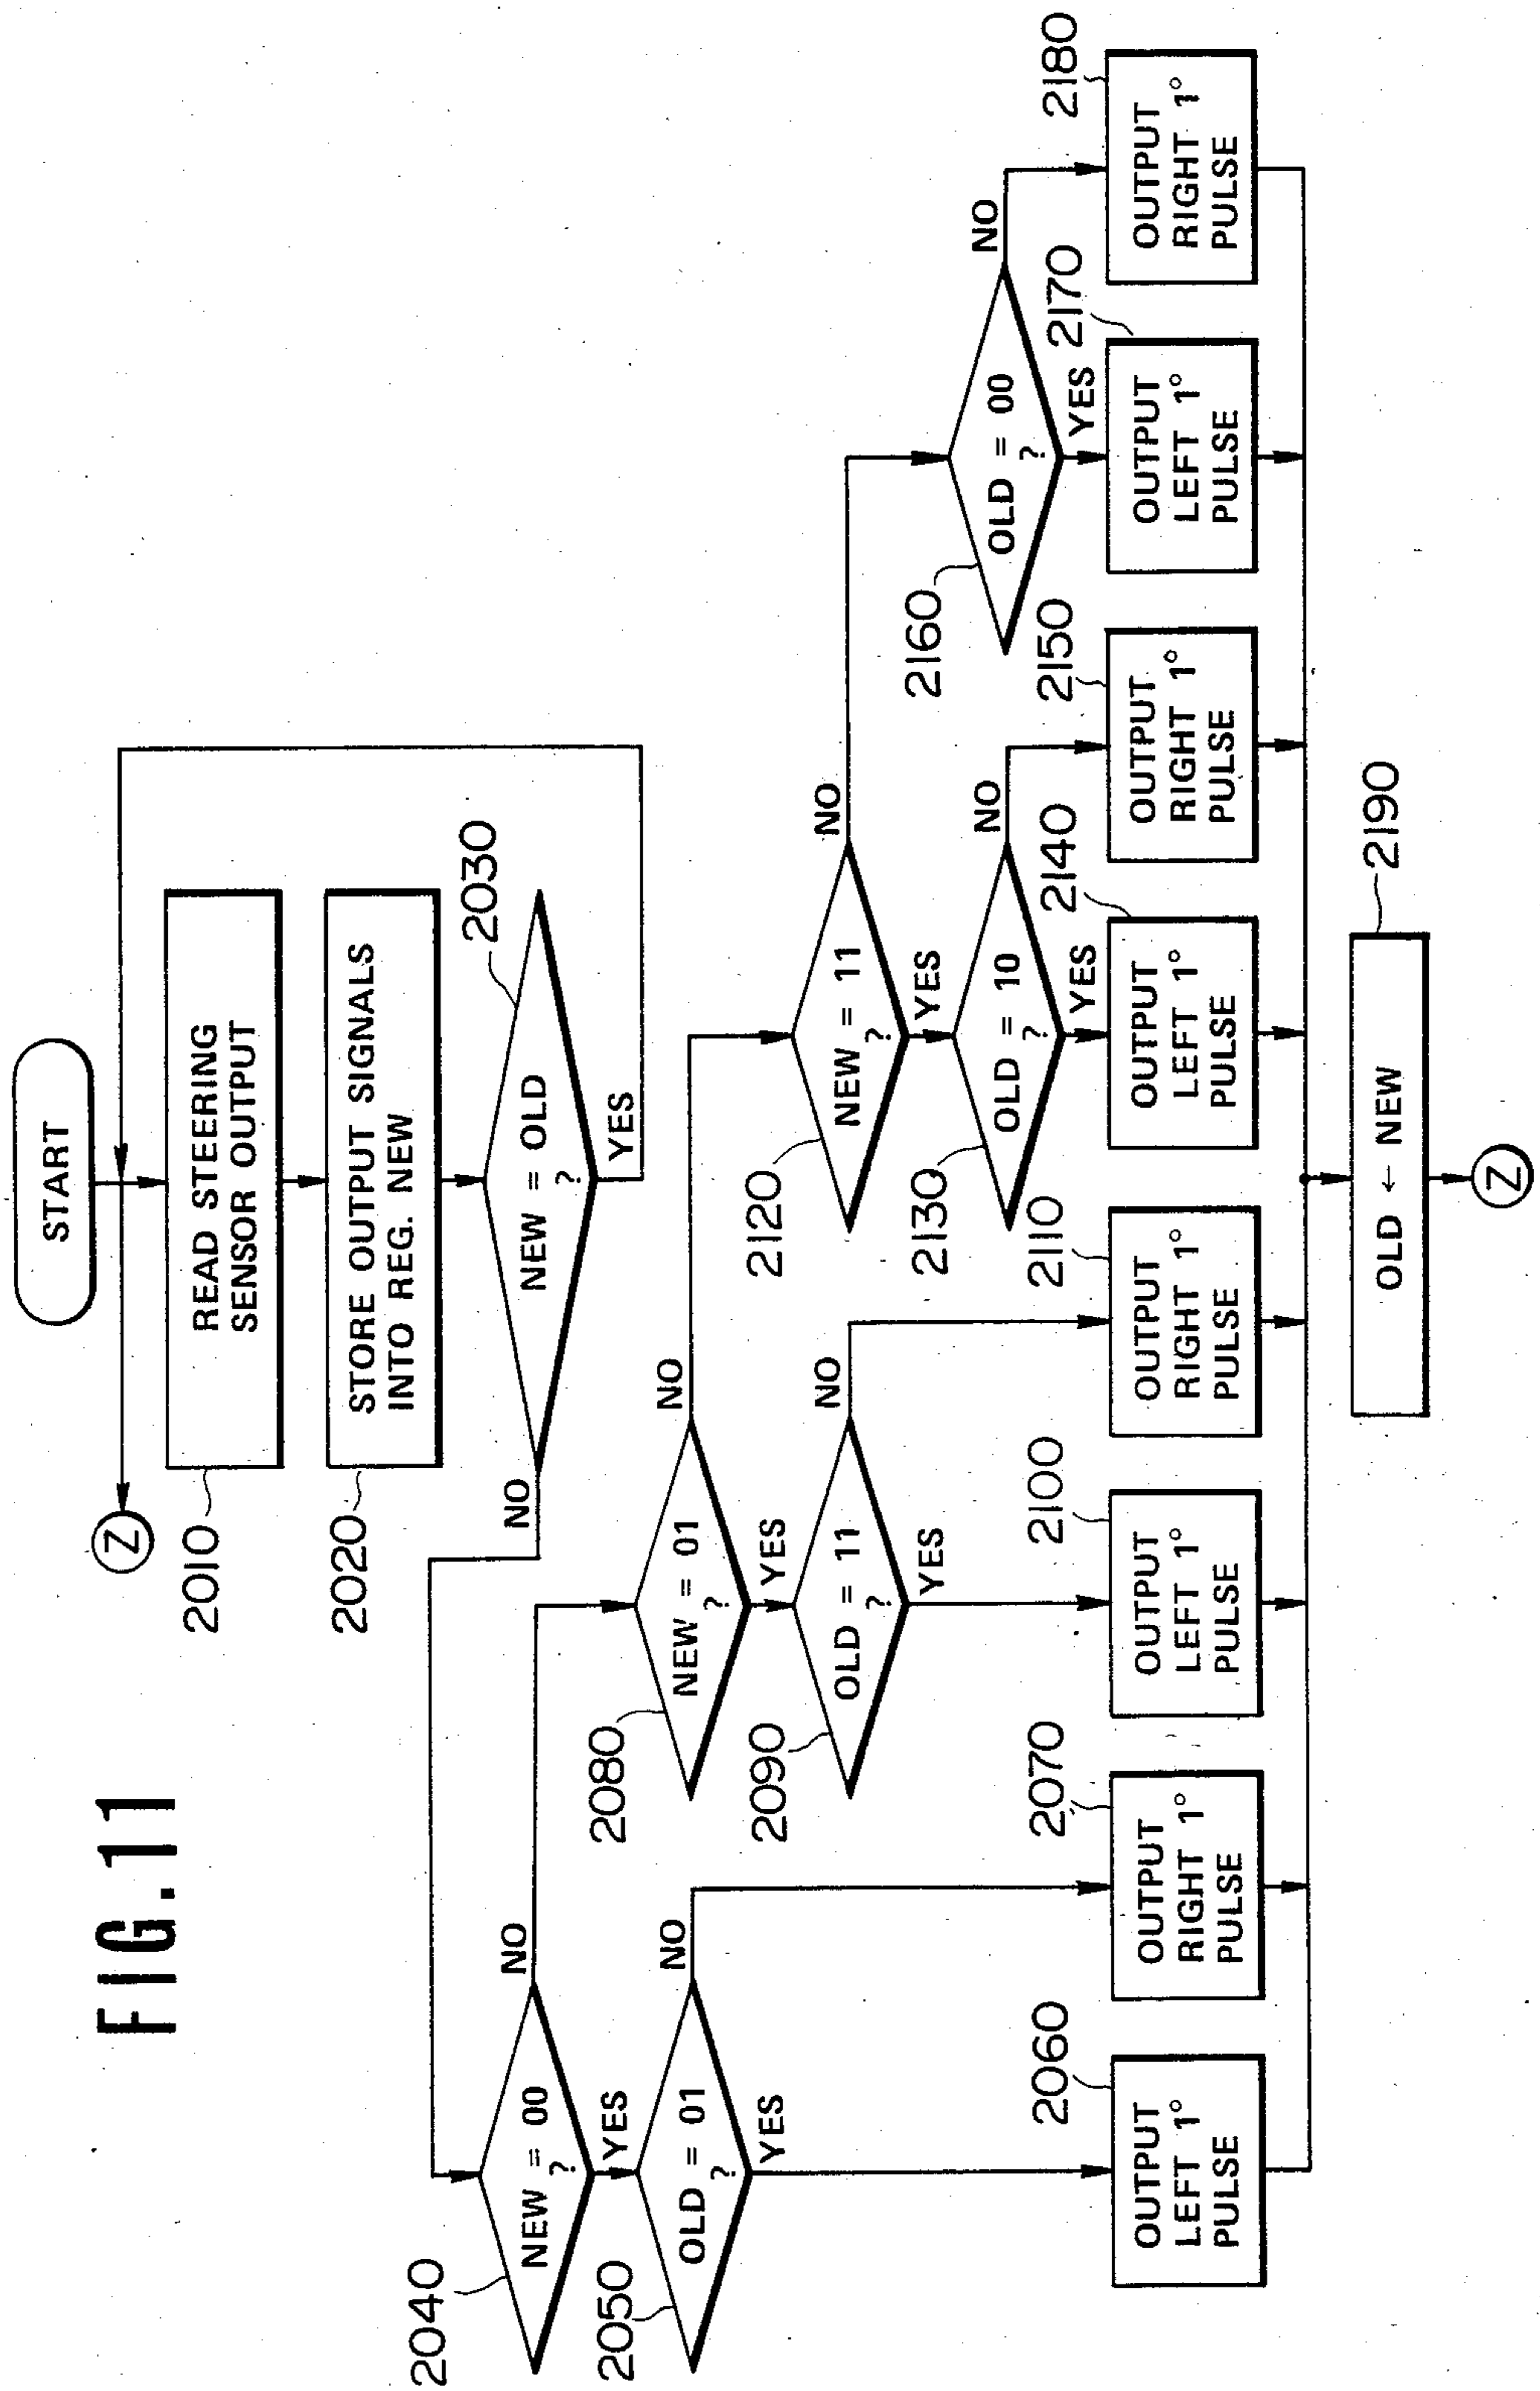 FIG.11
START
Z
2010
READ STEERING
SENSOR OUTPUT
2020
STORE OUTPUT SIGNALS
INTO REG. NEW
2030
NEW = OLD
?
NO
YES
2040
NEW = 00
?
NO
YES
2050
OLD = 01
?
NO
YES
2080
NEW = 01
?
NO
YES
2090
OLD = 11
?
NO
YES
2120
NEW = 11
?
NO
YES
2130
OLD = 10
?
NO
YES
2160
OLD = 00
?
NO
YES
2060
OUTPUT
LEFT 1°
PULSE
2070
OUTPUT
RIGHT 1°
PULSE
2100
OUTPUT
LEFT 1°
PULSE
2110
OUTPUT
RIGHT 1°
PULSE
2140
OUTPUT
LEFT 1°
PULSE
2150
OUTPUT
RIGHT 1°
PULSE
2170
OUTPUT
LEFT 1°
PULSE
2180
OUTPUT
RIGHT 1°
PULSE
2190
OLD ← NEW
Z